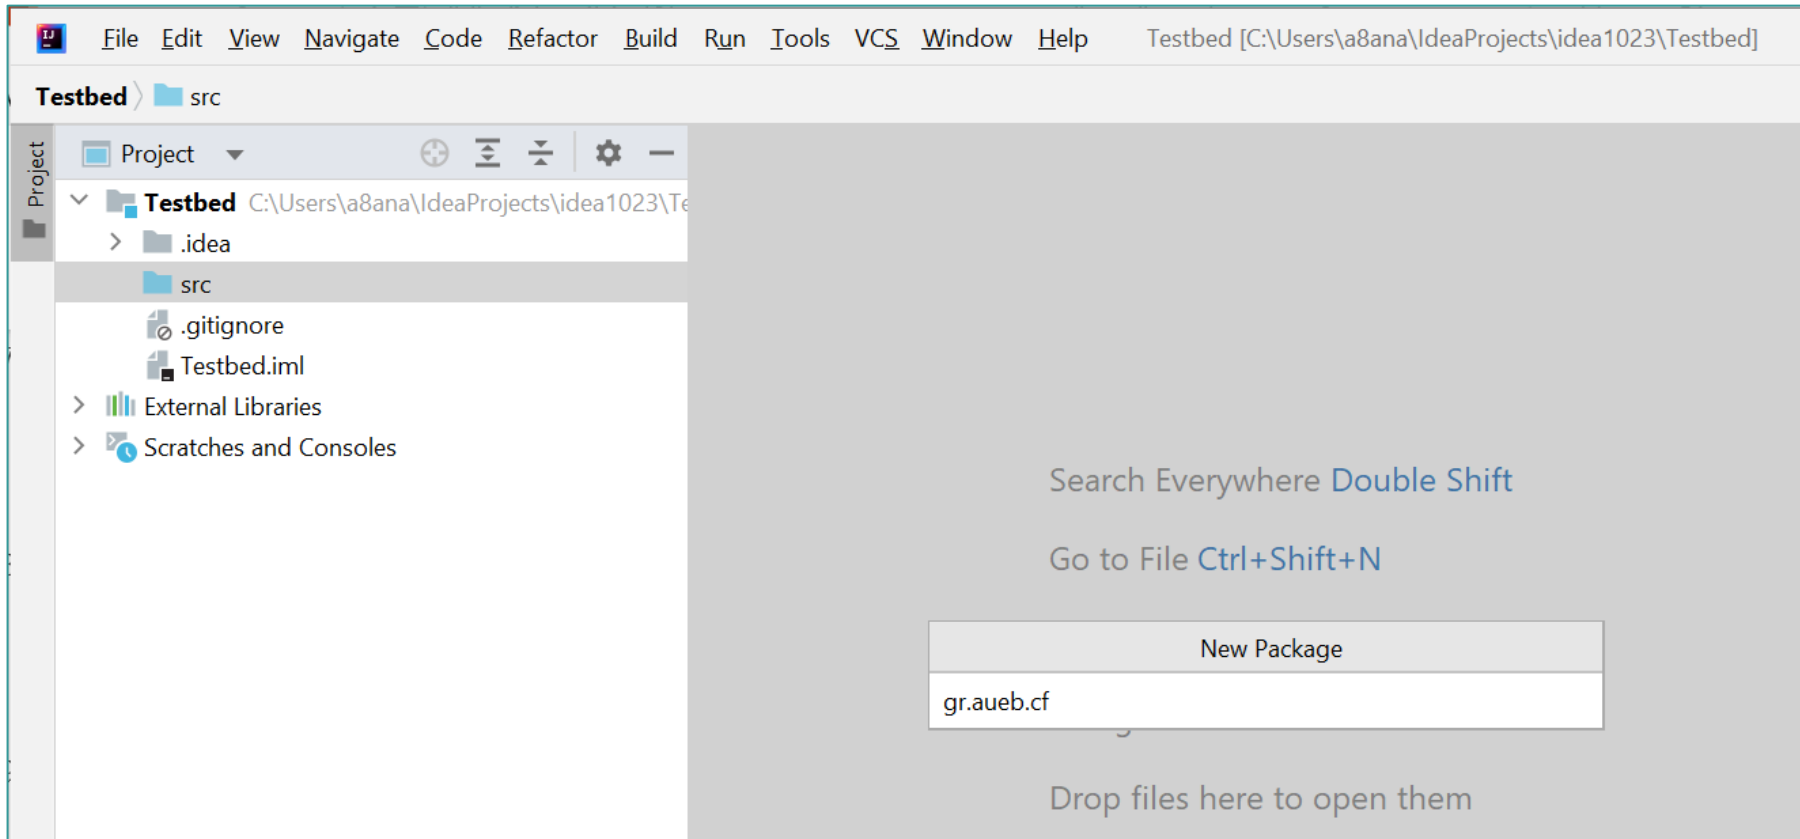 IJ
File Edit View Navigate Code Refactor Build Run Tools VCS Window Help Testbed [C:\Users\a8ana\IdeaProjects\idea1023\Testbed]
Testbed src
Project
Project
Testbed C:\Users\a8ana\IdeaProjects\idea1023\Te
.idea
src
.gitignore
Testbed.iml
External Libraries
Scratches and Consoles
Search Everywhere Double Shift
Go to File Ctrl+Shift+N
New Package
gr.aueb.cf
Drop files here to open them